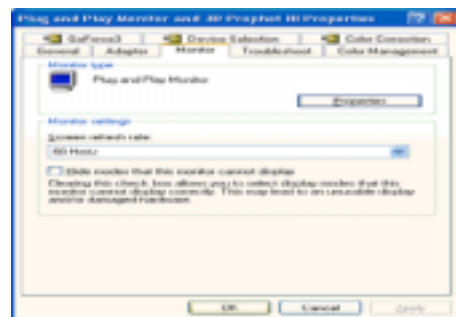 Plug and Play Monitor and 3D Prophet III Properties
GeForce3 Device Selection Color Correction
General Adapter Monitor Troubleshoot Color Management
Monitor type
Plug and Play Monitor
Properties
Monitor settings
Screen refresh rate:
60 Hertz
Hide modes that this monitor cannot display
Clearing this check box allows you to select display modes that this
monitor cannot display correctly. This may lead to an unusable display
and/or damaged hardware.
OK Cancel Apply